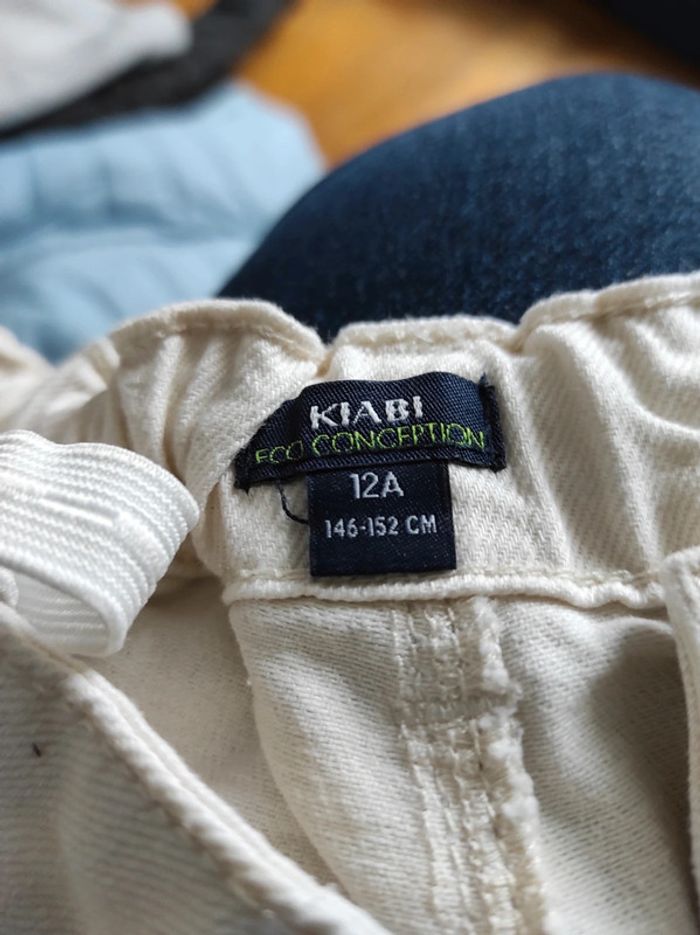 KIABI
ECO CONCEPTION
12A
146-152 CM